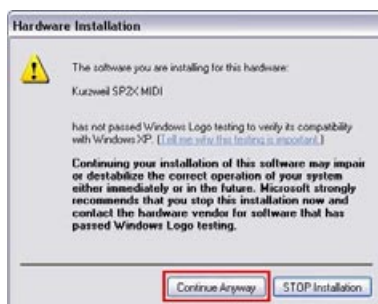 Hardware Installation
The software you are installing for this hardware:
Kurzweil SP2X MIDI
has not passed Windows Logo testing to verify its compatibility
with Windows XP. (Tell me why this testing is important.)
Continuing your installation of this software may impair
or destabilize the correct operation of your system
either immediately or in the future. Microsoft strongly
recommends that you stop this installation now and
contact the hardware vendor for software that has
passed Windows Logo testing.
Continue Anyway
STOP Installation